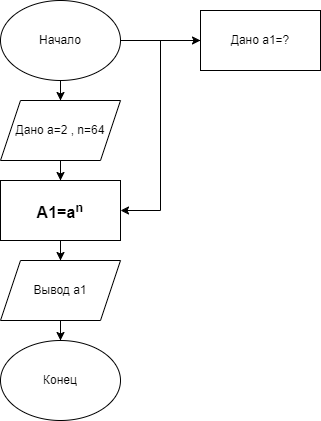 Начало
Дано a1=?
Дано a=2 , n=64
A1=aⁿ
Вывод a1
Конец